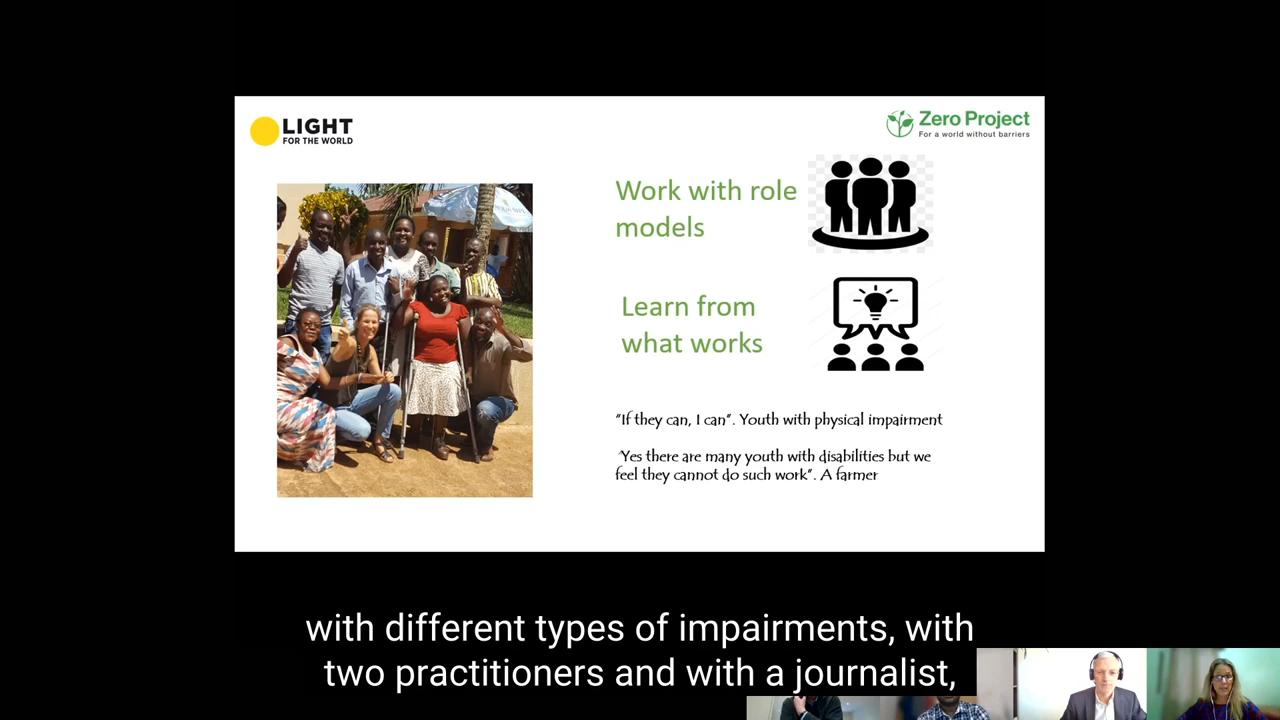 LIGHT
FOR THE WORLD
Zero Project
For a world without barriers
Work with role
models
Learn from
what works
"If they can, I can". Youth with physical impairment
"Yes there are many youth with disabilities but we
feel they cannot do such work". A farmer
with different types of impairments, with
two practitioners and with a journalist,